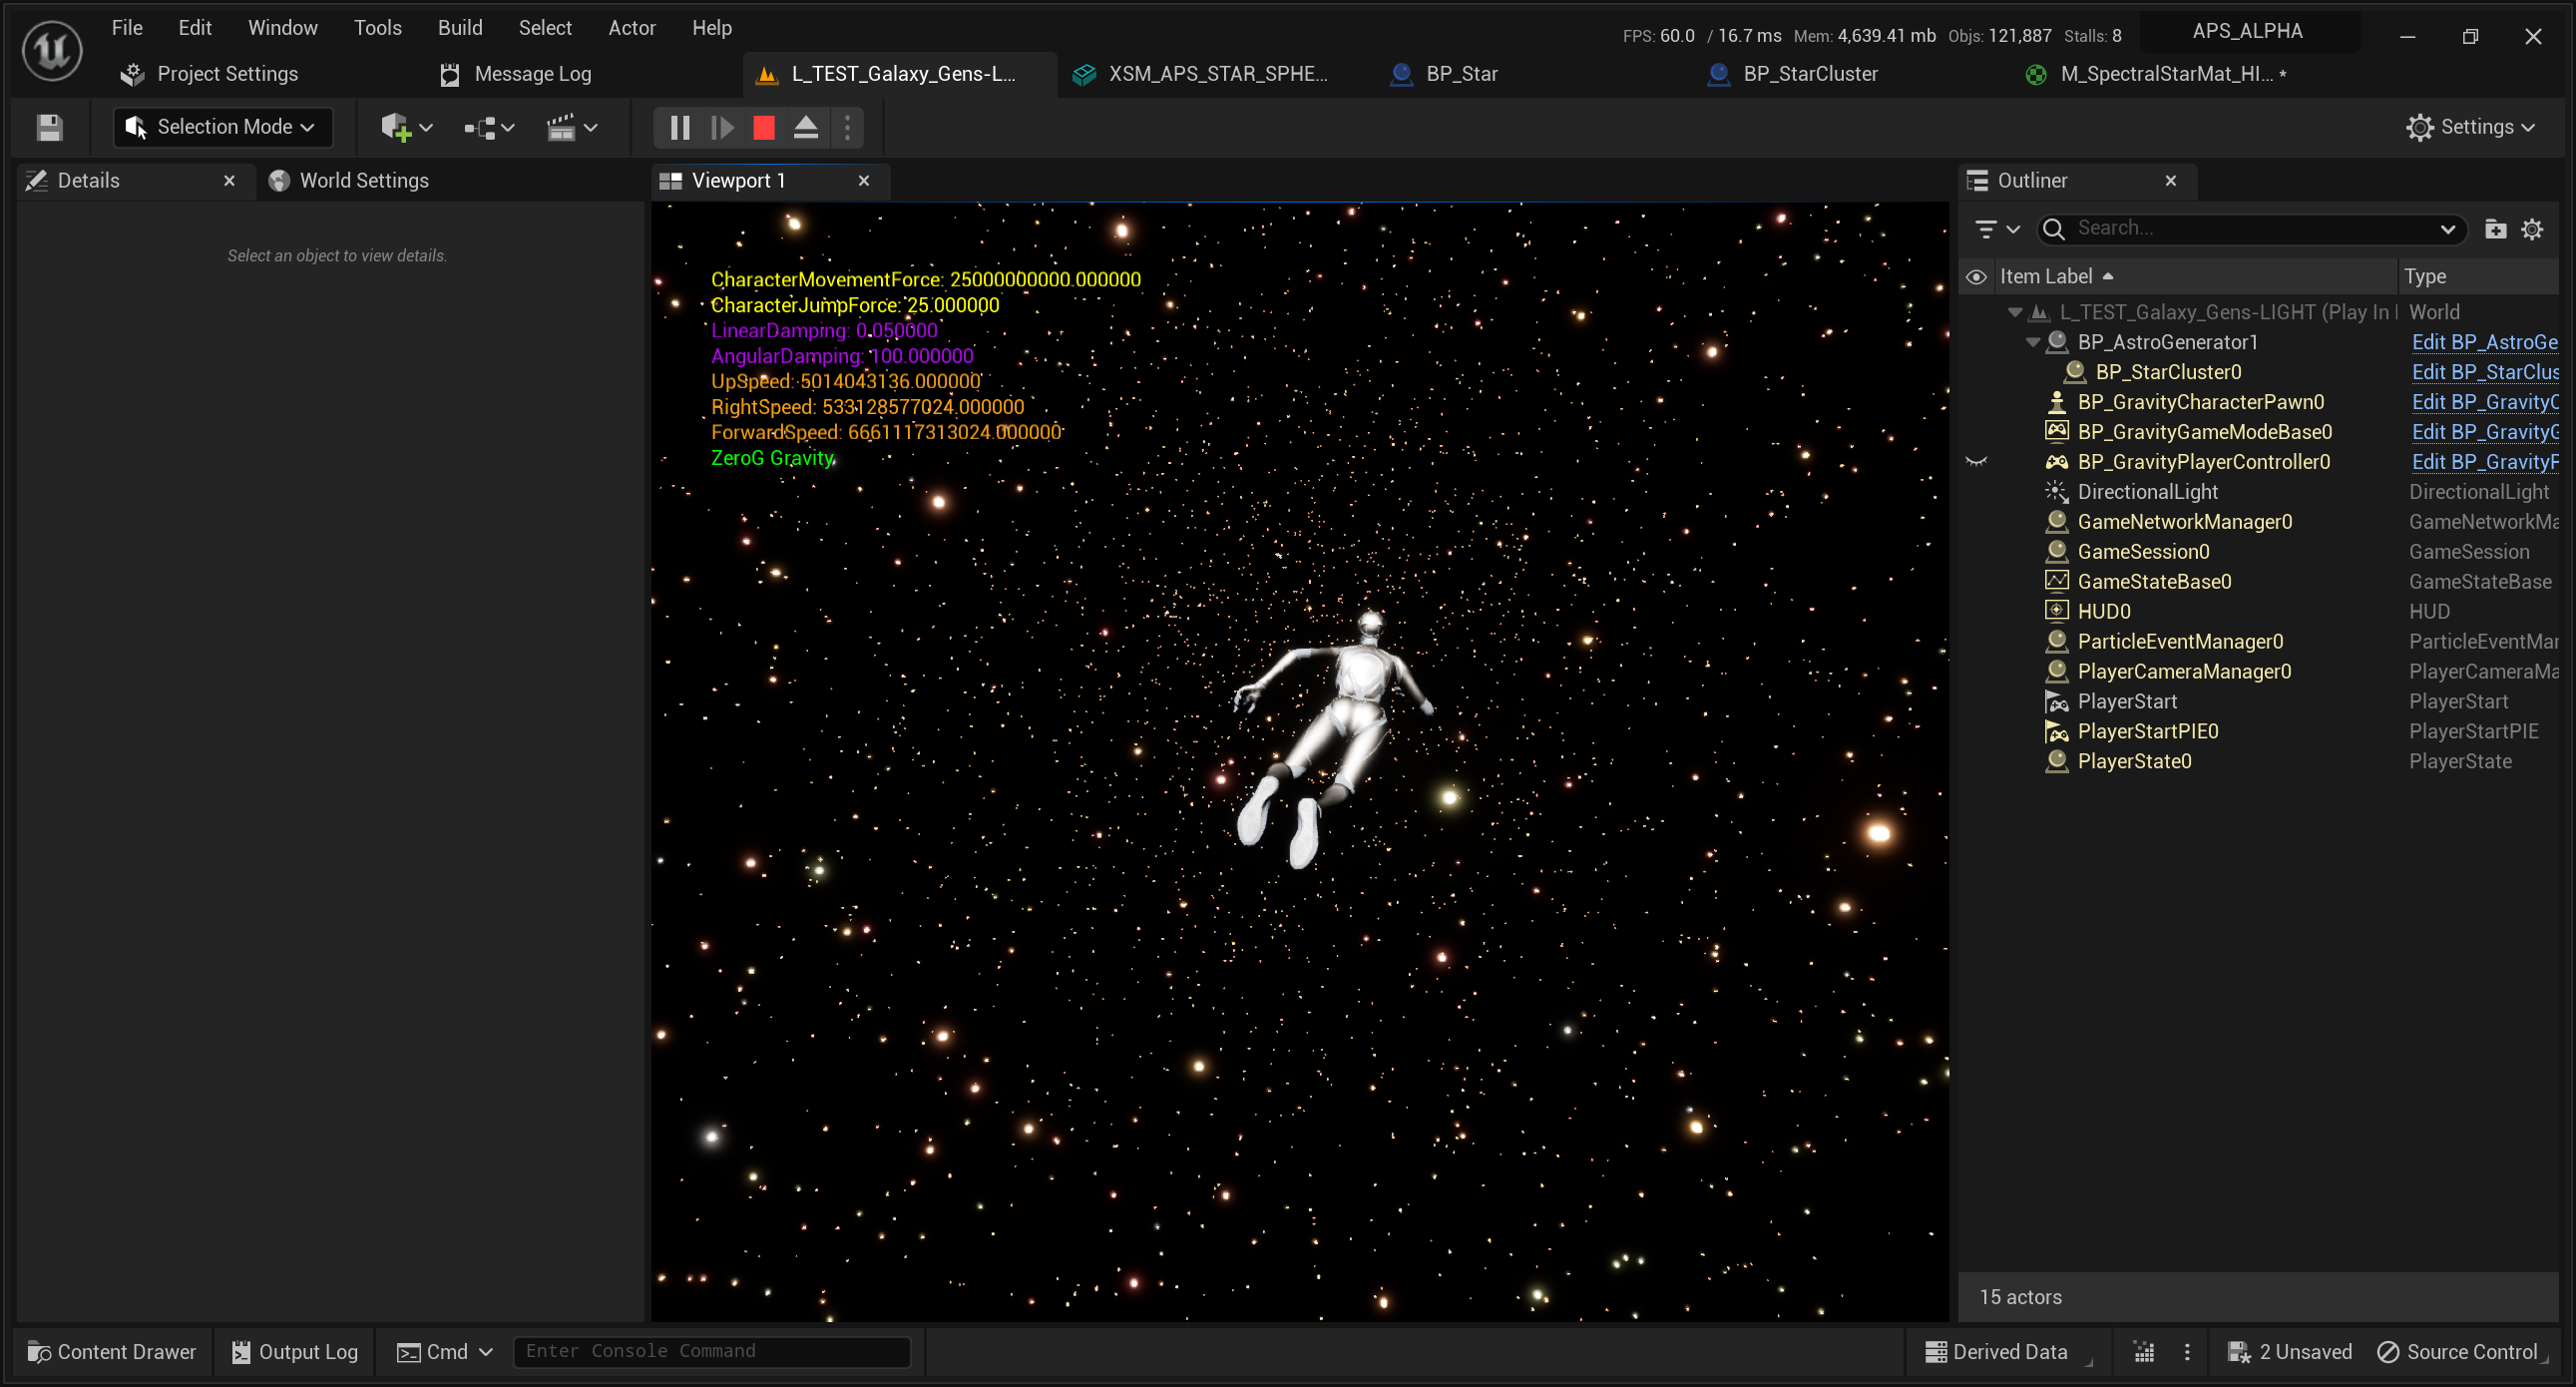 File Edit Window Tools Build Select Actor Help
FPS: 60.0 / 16.7 ms Mem: 4,639.41 mb Objs: 121,887 Stalls: 8
APS_ALPHA
Project Settings
Message Log
L_TEST_Galaxy_Gens-L...
XSM_APS_STAR_SPHE...
BP_Star
BP_StarCluster
M_SpectralStarMat_HI... *
Selection Mode
Settings
Details
World Settings
Viewport 1
Outliner
Select an object to view details.
CharacterMovementForce: 25000000000.000000
CharacterJumpForce: 25.000000
LinearDamping: 0.050000
AngularDamping: 100.000000
UpSpeed: 5014043136.000000
RightSpeed: 533128577024.000000
ForwardSpeed: 6661117313024.000000
ZeroG Gravity
Search...
Item Label Type
L_TEST_Galaxy_Gens-LIGHT (Play In World
BP_AstroGenerator1 Edit BP_AstroGe
BP_StarCluster0 Edit BP_StarClus
BP_GravityCharacterPawn0 Edit BP_GravityC
BP_GravityGameModeBase0 Edit BP_GravityG
BP_GravityPlayerController0 Edit BP_GravityP
DirectionalLight DirectionalLight
GameNetworkManager0 GameNetworkMa
GameSession0 GameSession
GameStateBase0 GameStateBase
HUD0 HUD
ParticleEventManager0 ParticleEventMar
PlayerCameraManager0 PlayerCameraMa
PlayerStart PlayerStart
PlayerStartPIE0 PlayerStartPIE
PlayerState0 PlayerState
15 actors
Content Drawer Output Log Cmd Enter Console Command
Derived Data 2 Unsaved Source Control